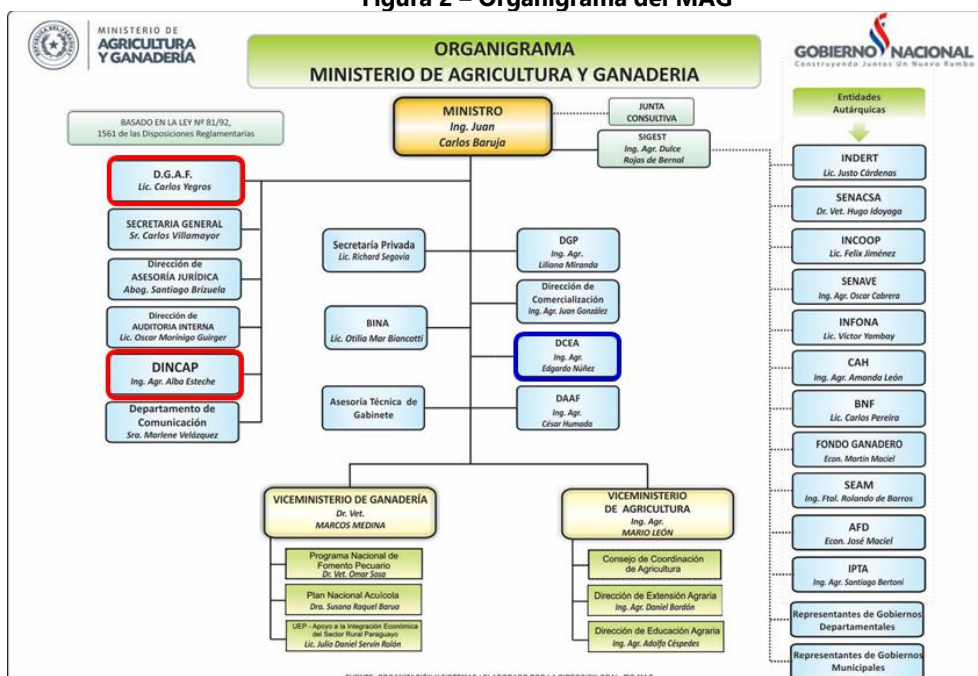 Figura 2 – Organigrama del MAG
MINISTERIO DE
AGRICULTURA
Y GANADERÍA
ORGANIGRAMA
MINISTERIO DE AGRICULTURA Y GANADERIA
GOBIERNO NACIONAL
Construyendo Juntos Un Nuevo Rumbo
BASADO EN LA LEY Nº 81/92,
1561 de las Disposiciones Reglamentarias
MINISTRO
Ing. Juan
Carlos Baruja
JUNTA
CONSULTIVA
SIGEST
Ing. Agr. Dulce
Rojas de Bernal
D.G.A.F.
Lic. Carlos Yegros
SECRETARIA GENERAL
Sr. Carlos Villamayor
Dirección de
ASESORÍA JURÍDICA
Abog. Santiago Brizuela
Dirección de
AUDITORIA INTERNA
Lic. Oscar Morinigo Guirger
DINCAP
Ing. Agr. Alba Esteche
Departamento de
Comunicación
Sra. Marlene Velázquez
Secretaría Privada
Lic. Richard Segovia
BINA
Lic. Otilia Mar Biancotti
Asesoría Técnica de
Gabinete
DGP
Ing. Agr.
Liliana Miranda
Dirección de
Comercialización
Ing. Agr. Juan González
DCEA
Ing. Agr.
Edgardo Núñez
DAAF
Ing. Agr.
César Humada
VICEMINISTERIO DE GANADERÍA
Dr. Vet.
MARCOS MEDINA
Programa Nacional de
Fomento Pecuario
Dr. Vet. Omar Sosa
Plan Nacional Acuícola
Dra. Susana Raquel Barua
UEP - Apoyo a la Integración Económica
del Sector Rural Paraguayo
Lic. Julio Daniel Servín Rolón
VICEMINISTERIO
DE AGRICULTURA
Ing. Agr.
MARIO LEÓN
Consejo de Coordinación
de Agricultura
Dirección de Extensión Agraria
Ing. Agr. Daniel Bordón
Dirección de Educación Agraria
Ing. Agr. Adolfo Céspedes
Entidades
Autárquicas
INDERT
Lic. Justo Cárdenas
SENACSA
Dr. Vet. Hugo Idoyaga
INCOOP
Lic. Felix Jiménez
SENAVE
Ing. Agr. Oscar Cabrera
INFONA
Lic. Víctor Yambay
CAH
Ing. Agr. Amanda León
BNF
Lic. Carlos Pereira
FONDO GANADERO
Econ. Martín Maciel
SEAM
Ing. Ftol. Rolando de Barros
AFD
Econ. José Maciel
IPTA
Ing. Agr. Santiago Bertoni
Representantes de Gobiernos
Departamentales
Representantes de Gobiernos
Municipales